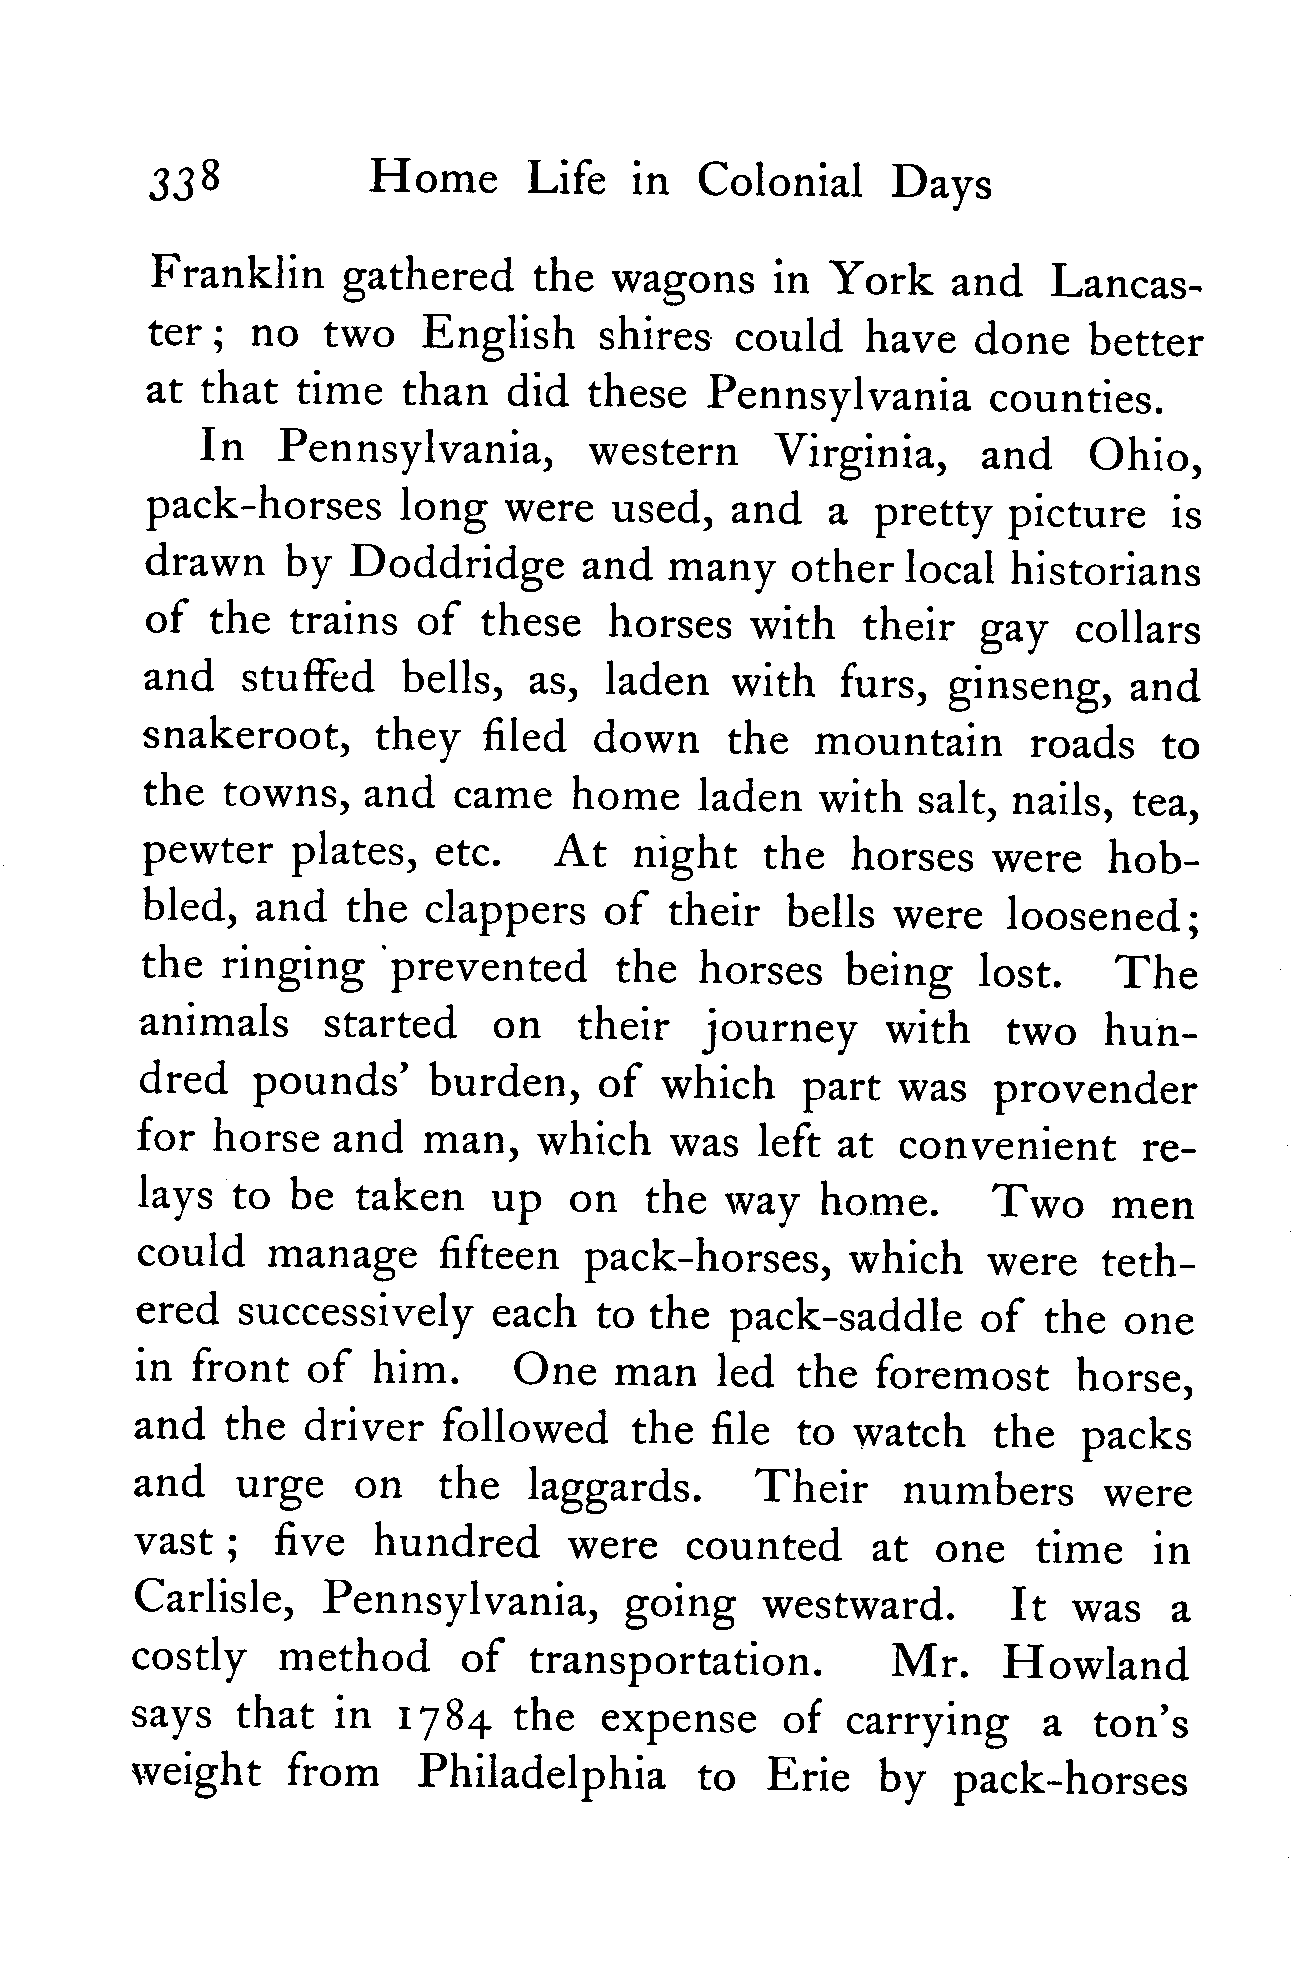 338 Home Life in Colonial Days
Franklin gathered the wagons in York and Lancas-
ter ; no two English shires could have done better
at that time than did these Pennsylvania counties.
In Pennsylvania, western Virginia, and Ohio,
pack-horses long were used, and a pretty picture is
drawn by Doddridge and many other local historians
of the trains of these horses with their gay collars
and stuffed bells, as, laden with furs, ginseng, and
snakeroot, they filed down the mountain roads to
the towns, and came home laden with salt, nails, tea,
pewter plates, etc. At night the horses were hob-
bled, and the clappers of their bells were loosened;
the ringing prevented the horses being lost. The
animals started on their journey with two hun-
dred pounds' burden, of which part was provender
for horse and man, which was left at convenient re-
lays to be taken up on the way home. Two men
could manage fifteen pack-horses, which were teth-
ered successively each to the pack-saddle of the one
in front of him. One man led the foremost horse,
and the driver followed the file to watch the packs
and urge on the laggards. Their numbers were
vast ; five hundred were counted at one time in
Carlisle, Pennsylvania, going westward. It was a
costly method of transportation. Mr. Howland
says that in 1784 the expense of carrying a ton's
weight from Philadelphia to Erie by pack-horses